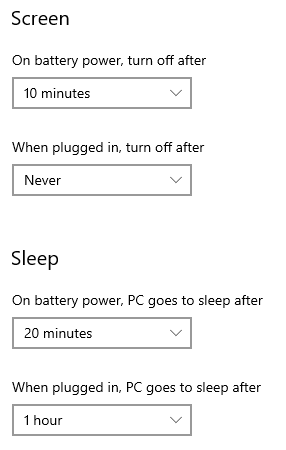 Screen
On battery power, turn off after
10 minutes
When plugged in, turn off after
Never
Sleep
On battery power, PC goes to sleep after
20 minutes
When plugged in, PC goes to sleep after
1 hour